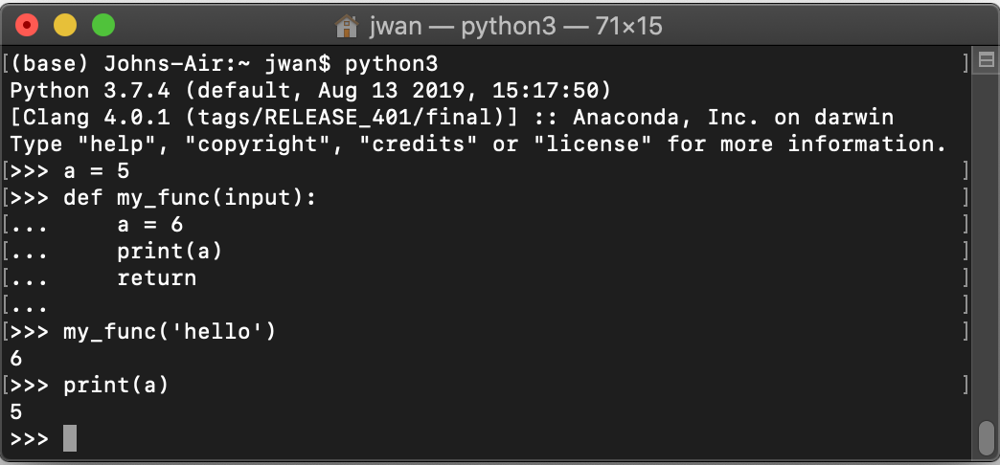 jwan — python3 — 71×15
(base) Johns-Air:~ jwan$ python3
Python 3.7.4 (default, Aug 13 2019, 15:17:50)
[Clang 4.0.1 (tags/RELEASE_401/final)] :: Anaconda, Inc. on darwin
Type "help", "copyright", "credits" or "license" for more information.
>>> a = 5
>>> def my_func(input):
...     a = 6
...     print(a)
...     return
...
>>> my_func('hello')
6
>>> print(a)
5
>>>